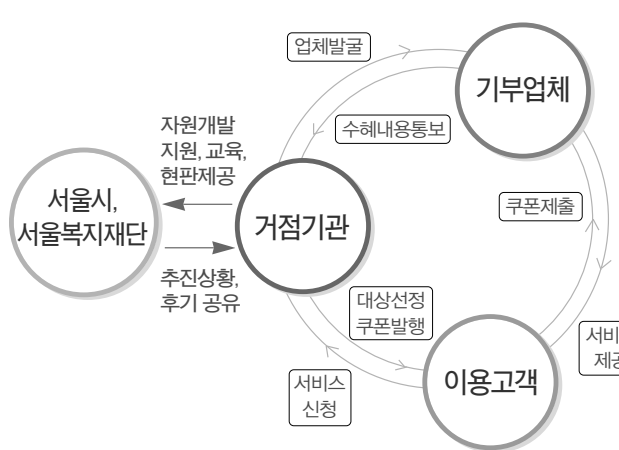 업체발굴
기부업체
수혜내용통보
자원개발
지원, 교육,
현판제공
서울시,
서울복지재단
거점기관
쿠폰제출
추진상황,
후기 공유
대상선정
쿠폰발행
서비스
신청
이용고객